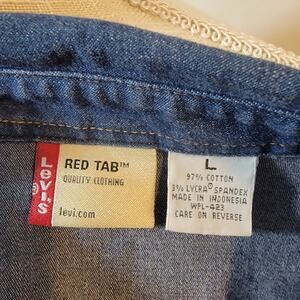 Levi's®
RED TAB™
QUALITY CLOTHING
levi.com
L
97% COTTON
3% LYCRA® SPANDEX
MADE IN INDONESIA
WPL-423
CARE ON REVERSE